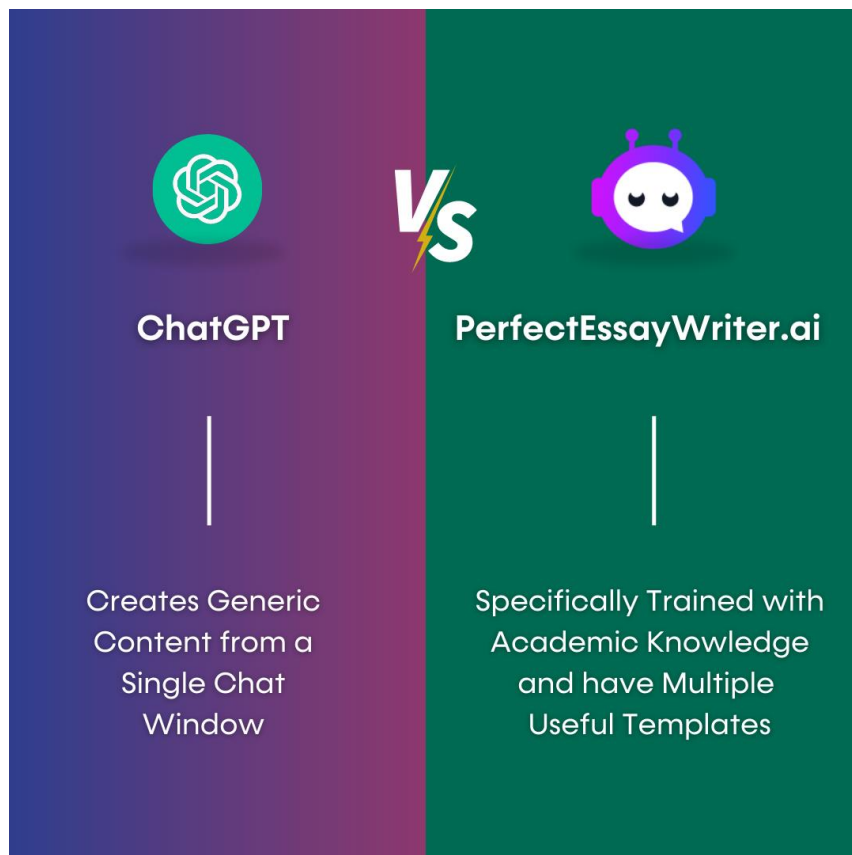 VS
ChatGPT
PerfectEssayWriter.ai
Creates Generic
Content from a
Single Chat
Window
Specifically Trained with
Academic Knowledge
and have Multiple
Useful Templates